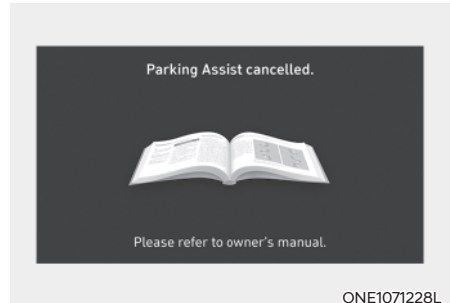 Parking Assist cancelled.
Please refer to owner's manual.
ONE1071228L